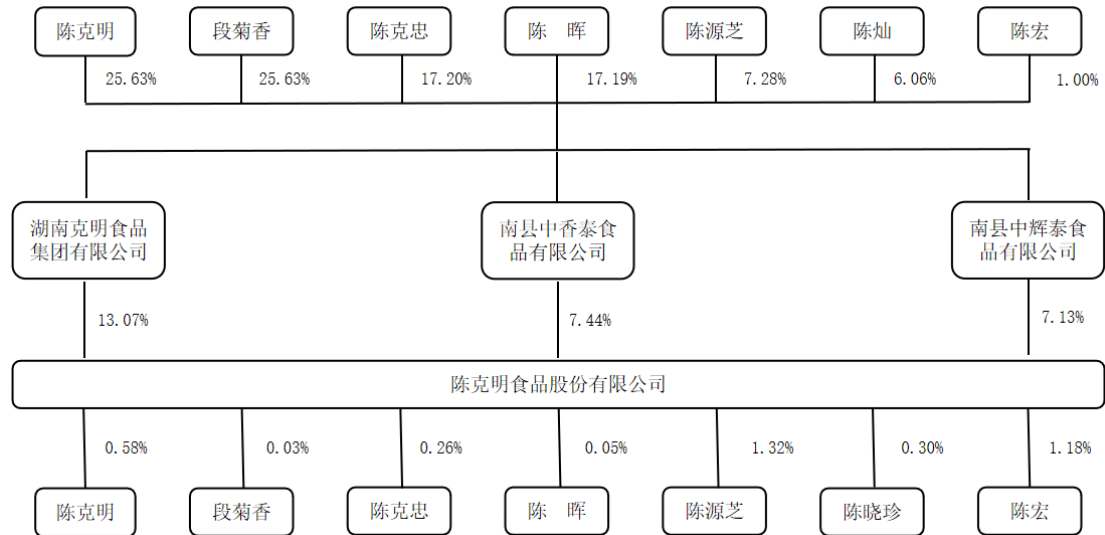 陈克明 段菊香 陈克忠 陈 晖 陈源芝 陈灿 陈宏
25.63% 25.63% 17.20% 17.19% 7.28% 6.06% 1.00%
湖南克明食品 南县中香泰食 南县中辉泰食
集团有限公司 品有限公司 品有限公司
13.07% 7.44% 7.13%
陈克明食品股份有限公司
0.58% 0.03% 0.26% 0.05% 1.32% 0.30% 1.18%
陈克明 段菊香 陈克忠 陈 晖 陈源芝 陈晓珍 陈宏